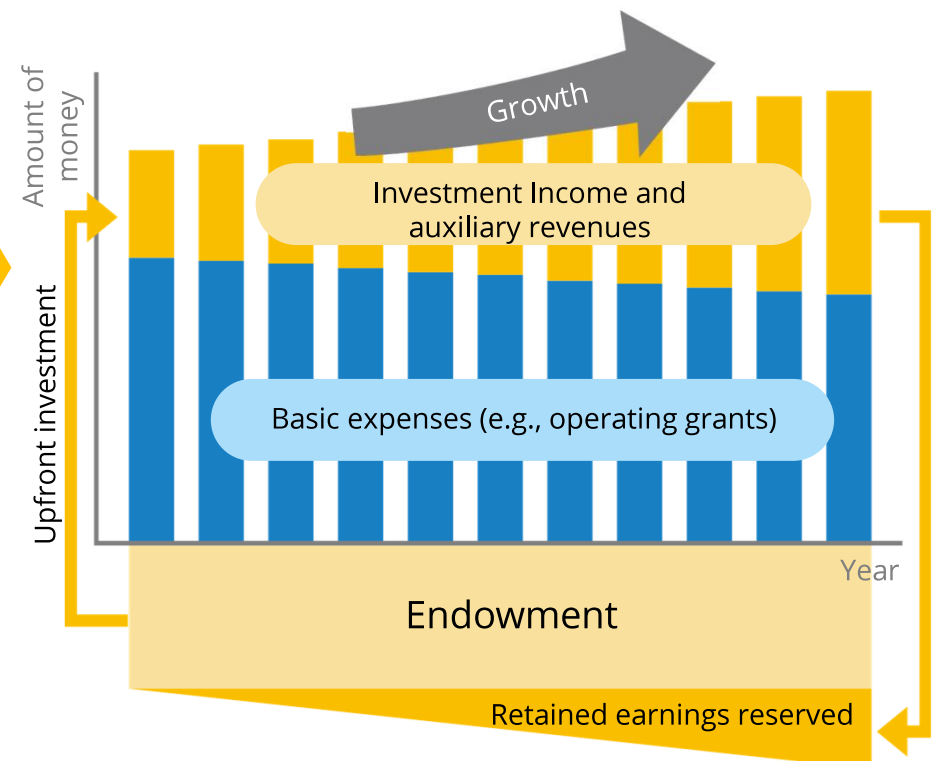 Amount of
money
Growth
Investment Income and
auxiliary revenues
Upfront investment
Basic expenses (e.g., operating grants)
Year
Endowment
Retained earnings reserved